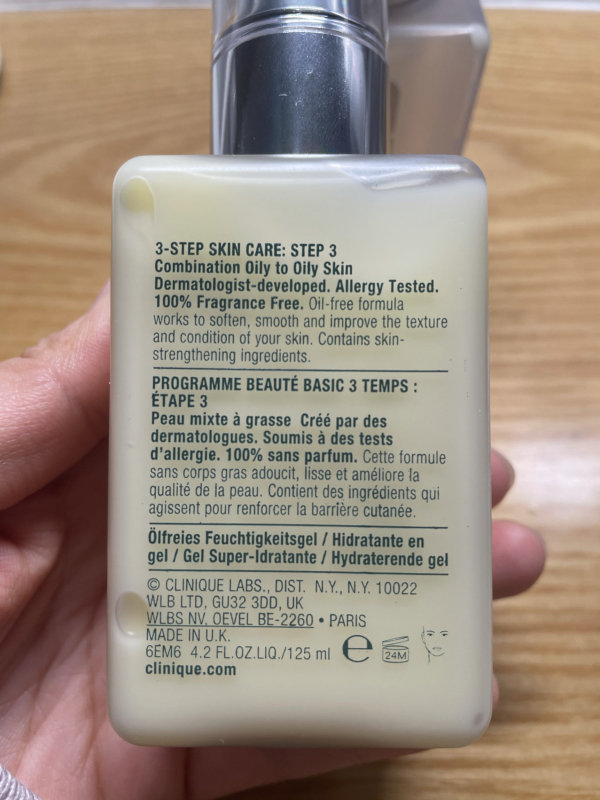 3-STEP SKIN CARE: STEP 3
Combination Oily to Oily Skin
Dermatologist-developed. Allergy Tested.
100% Fragrance Free. Oil-free formula
works to soften, smooth and improve the texture
and condition of your skin. Contains skin-
strengthening ingredients.
PROGRAMME BEAUTÉ BASIC 3 TEMPS :
ÉTAPE 3
Peau mixte à grasse Créé par des
dermatologues. Soumis à des tests
d'allergie. 100% sans parfum. Cette formule
sans corps gras adoucit, lisse et améliore la
qualité de la peau. Contient des ingrédients qui
agissent pour renforcer la barrière cutanée.
Ölfreies Feuchtigkeitsgel / Hidratante en
gel / Gel Super-Idratante / Hydraterende gel
© CLINIQUE LABS., DIST. N.Y., N.Y. 10022
WLB LTD, GU32 3DD, UK
WLBS NV, OEVEL BE-2260 • PARIS
MADE IN U.K.
6EM6 4.2 FL.OZ.LIQ./125 ml e 24M
clinique.com